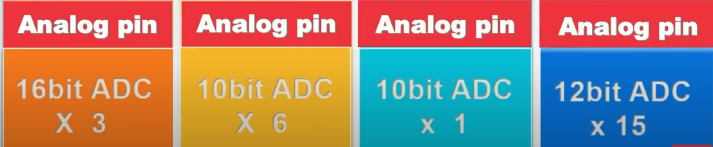 Analog pin
16bit ADC
X 3
Analog pin
10bit ADC
X 6
Analog pin
10bit ADC
x 1
Analog pin
12bit ADC
x 15